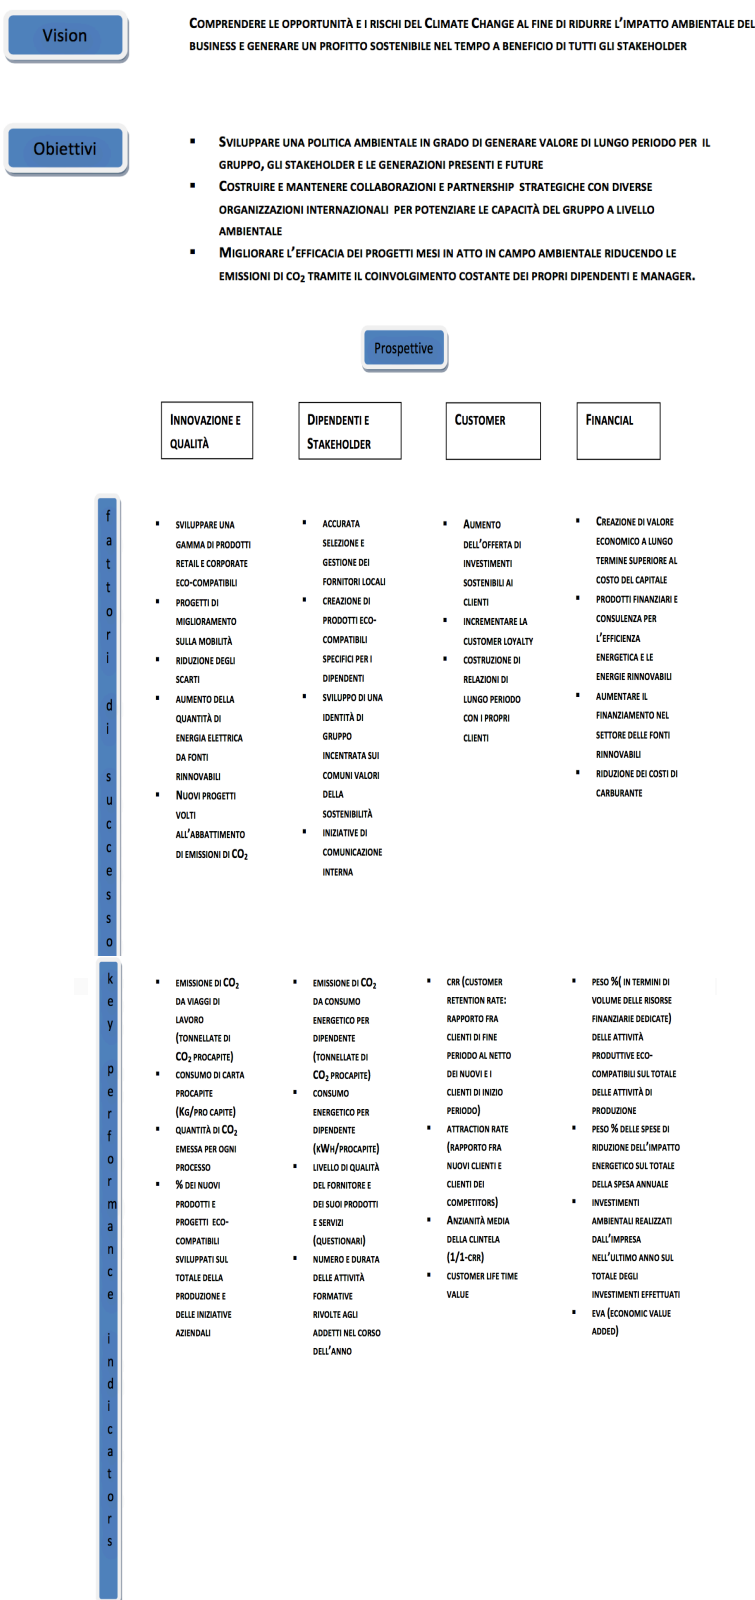 Vision
COMPRENDERE LE OPPORTUNITÀ E I RISCHI DEL CLIMATE CHANGE AL FINE DI RIDURRE L'IMPATTO AMBIENTALE DEL
BUSINESS E GENERARE UN PROFITTO SOSTENIBILE NEL TEMPO A BENEFICIO DI TUTTI GLI STAKEHOLDER
Obiettivi
▪ SVILUPPARE UNA POLITICA AMBIENTALE IN GRADO DI GENERARE VALORE DI LUNGO PERIODO PER IL
GRUPPO, GLI STAKEHOLDER E LE GENERAZIONI PRESENTI E FUTURE
▪ COSTRUIRE E MANTENERE COLLABORAZIONI E PARTNERSHIP STRATEGICHE CON DIVERSE
ORGANIZZAZIONI INTERNAZIONALI PER POTENZIARE LE CAPACITÀ DEL GRUPPO A LIVELLO
AMBIENTALE
▪ MIGLIORARE L'EFFICACIA DEI PROGETTI MESI IN ATTO IN CAMPO AMBIENTALE RIDUCENDO LE
EMISSIONI DI CO₂ TRAMITE IL COINVOLGIMENTO COSTANTE DEI PROPRI DIPENDENTI E MANAGER.
Prospettive
INNOVAZIONE E
QUALITÀ
DIPENDENTI E
STAKEHOLDER
CUSTOMER
FINANCIAL
fattori di successo
▪ SVILUPPARE UNA
GAMMA DI PRODOTTI
RETAIL E CORPORATE
ECO-COMPATIBILI
▪ PROGETTI DI
MIGLIORAMENTO
SULLA MOBILITÀ
▪ RIDUZIONE DEGLI
SCARTI
▪ AUMENTO DELLA
QUANTITÀ DI
ENERGIA ELETTRICA
DA FONTI
RINNOVABILI
▪ NUOVI PROGETTI
VOLTI
ALL'ABBATTIMENTO
DI EMISSIONI DI CO₂
▪ ACCURATA
SELEZIONE E
GESTIONE DEI
FORNITORI LOCALI
▪ CREAZIONE DI
PRODOTTI ECO-
COMPATIBILI
SPECIFICI PER I
DIPENDENTI
▪ SVILUPPO DI UNA
IDENTITÀ DI
GRUPPO
INCENTRATA SUI
COMUNI VALORI
DELLA
SOSTENIBILITÀ
▪ INIZIATIVE DI
COMUNICAZIONE
INTERNA
▪ AUMENTO
DELL'OFFERTA DI
INVESTIMENTI
SOSTENIBILI AI
CLIENTI
▪ INCREMENTARE LA
CUSTOMER LOYALTY
▪ COSTRUZIONE DI
RELAZIONI DI
LUNGO PERIODO
CON I PROPRI
CLIENTI
▪ CREAZIONE DI VALORE
ECONOMICO A LUNGO
TERMINE SUPERIORE AL
COSTO DEL CAPITALE
▪ PRODOTTI FINANZIARI E
CONSULENZA PER
L'EFFICIENZA
ENERGETICA E LE
ENERGIE RINNOVABILI
▪ AUMENTARE IL
FINANZIAMENTO NEL
SETTORE DELLE FONTI
RINNOVABILI
▪ RIDUZIONE DEI COSTI DI
CARBURANTE
key performance indicators
▪ EMISSIONE DI CO₂
DA VIAGGI DI
LAVORO
(TONNELLATE DI
CO₂ PROCAPITE)
▪ CONSUMO DI CARTA
PROCAPITE
(KG/PRO CAPITE)
▪ QUANTITÀ DI CO₂
EMESSA PER OGNI
PROCESSO
▪ % DEI NUOVI
PRODOTTI E
PROGETTI ECO-
COMPATIBILI
SVILUPPATI SUL
TOTALE DELLA
PRODUZIONE E
DELLE INIZIATIVE
AZIENDALI
▪ EMISSIONE DI CO₂
DA CONSUMO
ENERGETICO PER
DIPENDENTE
(TONNELLATE DI
CO₂ PROCAPITE)
▪ CONSUMO
ENERGETICO PER
DIPENDENTE
(KWH/PROCAPITE)
▪ LIVELLO DI QUALITÀ
DEL FORNITORE E
DEI SUOI PRODOTTI
E SERVIZI
(QUESTIONARI)
▪ NUMERO E DURATA
DELLE ATTIVITÀ
FORMATIVE
RIVOLTE AGLI
ADDETTI NEL CORSO
DELL'ANNO
▪ CRR (CUSTOMER
RETENTION RATE:
RAPPORTO FRA
CLIENTI DI FINE
PERIODO AL NETTO
DEI NUOVI E I
CLIENTI DI INIZIO
PERIODO)
▪ ATTRACTION RATE
(RAPPORTO FRA
NUOVI CLIENTI E
CLIENTI DEI
COMPETITORS)
▪ ANZIANITÀ MEDIA
DELLA CLINTELA
(1/1-CRR)
▪ CUSTOMER LIFE TIME
VALUE
▪ PESO %( IN TERMINI DI
VOLUME DELLE RISORSE
FINANZIARIE DEDICATE)
DELLE ATTIVITÀ
PRODUTTIVE ECO-
COMPATIBILI SUL TOTALE
DELLE ATTIVITÀ DI
PRODUZIONE
▪ PESO % DELLE SPESE DI
RIDUZIONE DELL'IMPATTO
ENERGETICO SUL TOTALE
DELLA SPESA ANNUALE
▪ INVESTIMENTI
AMBIENTALI REALIZZATI
DALL'IMPRESA
NELL'ULTIMO ANNO SUL
TOTALE DEGLI
INVESTIMENTI EFFETTUATI
▪ EVA (ECONOMIC VALUE
ADDED)